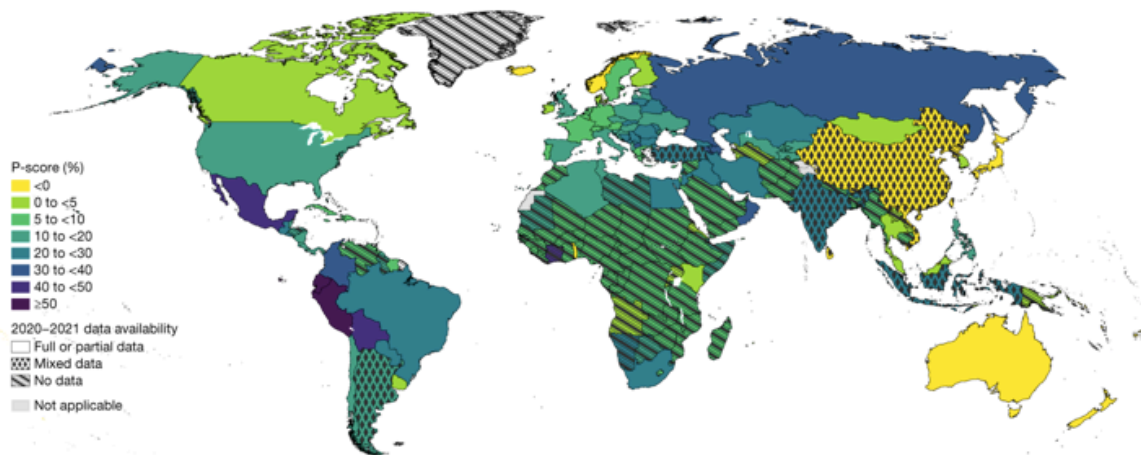 P-score (%)
<0
0 to <5
5 to <10
10 to <20
20 to <30
30 to <40
40 to <50
≥50
2020–2021 data availability
Full or partial data
Mixed data
No data
Not applicable